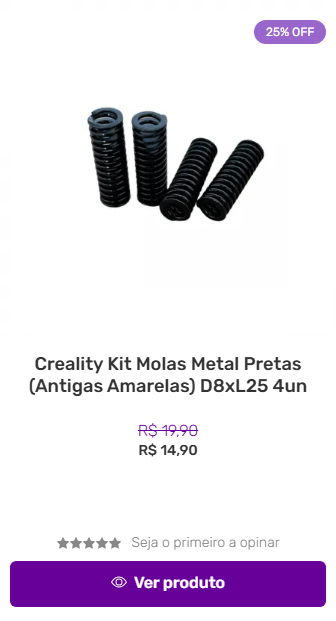 25% OFF
Creality Kit Molas Metal Pretas
(Antigas Amarelas) D8xL25 4un
R$ 19,90
R$ 14,90
Seja o primeiro a opinar
Ver produto